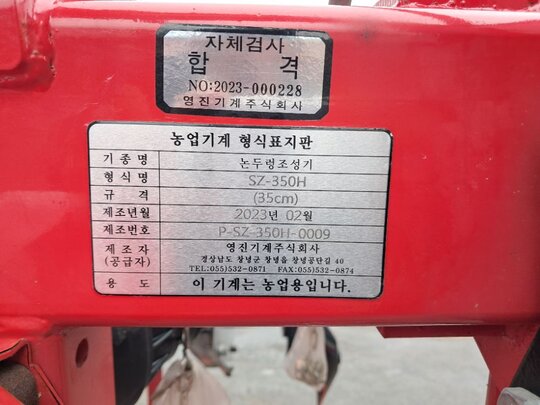 자체검사
합 격
NO:2023-000228
영진기계주식회사
농업기계 형식표지판
기종명 논두렁조성기
형식명 SZ-350H
규격 (35cm)
제조년월 2023년 02월
제조번호 P-SZ-350H-0009
제조자 영진기계주식회사
(공급자) 경상남도 창녕군 창녕읍 창녕공단길 40
TEL:055)532-0871 FAX:055)532-0874
용도 이 기계는 농업용입니다.